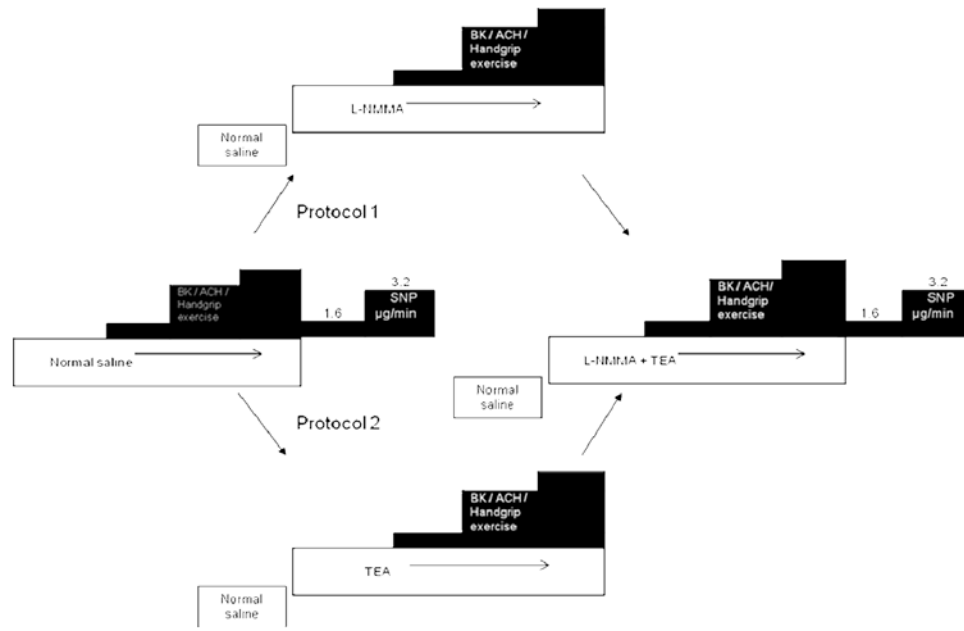 BK / ACH /
Handgrip
exercise
L-NMMA
Normal
saline
Protocol 1
BK / ACH /
Handgrip
exercise
1.6
3.2
SNP
µg/min
Normal saline
BK / ACH /
Handgrip
exercise
1.6
3.2
SNP
µg/min
L-NMMA + TEA
Normal
saline
Protocol 2
BK / ACH /
Handgrip
exercise
TEA
Normal
saline